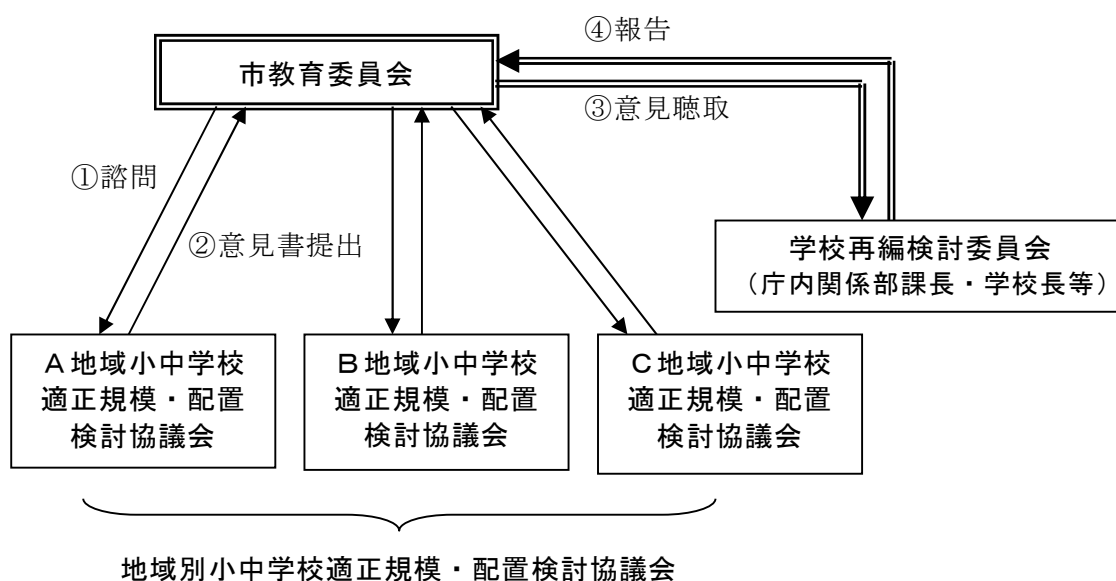 ④報告
市教育委員会
③意見聴取
①諮問
②意見書提出
学校再編検討委員会
（庁内関係部課長・学校長等）
Ａ地域小中学校
適正規模・配置
検討協議会
Ｂ地域小中学校
適正規模・配置
検討協議会
Ｃ地域小中学校
適正規模・配置
検討協議会
地域別小中学校適正規模・配置検討協議会